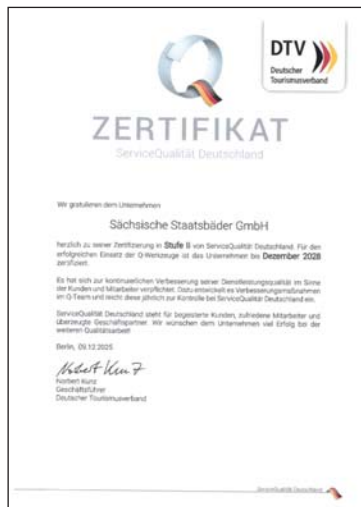 DTV
Deutscher
Tourismusverband
ZERTIFIKAT
ServiceQualität Deutschland
Wir gratulieren dem Unternehmen
Sächsische Staatsbäder GmbH
herzlich zu seiner Zertifizierung in Stufe II von ServiceQualität Deutschland. Für den
erfolgreichen Einsatz der Q-Werkzeuge ist das Unternehmen bis Dezember 2028
zertifiziert.
Es hat sich zur kontinuierlichen Verbesserung seiner Dienstleistungsqualität im Sinne
der Kunden und Mitarbeiter verpflichtet. Dazu entwickelt es Verbesserungsmaßnahmen
im Q-Team und reicht diese jährlich zur Kontrolle bei ServiceQualität Deutschland ein.
ServiceQualität Deutschland steht für begeisterte Kunden, zufriedene Mitarbeiter und
überzeugte Geschäftspartner. Wir wünschen dem Unternehmen viel Erfolg bei der
weiteren Qualitätsarbeit!
Berlin, 09.12.2025
Norbert Kunz
Norbert Kunz
Geschäftsführer
Deutscher Tourismusverband
ServiceQualität Deutschland